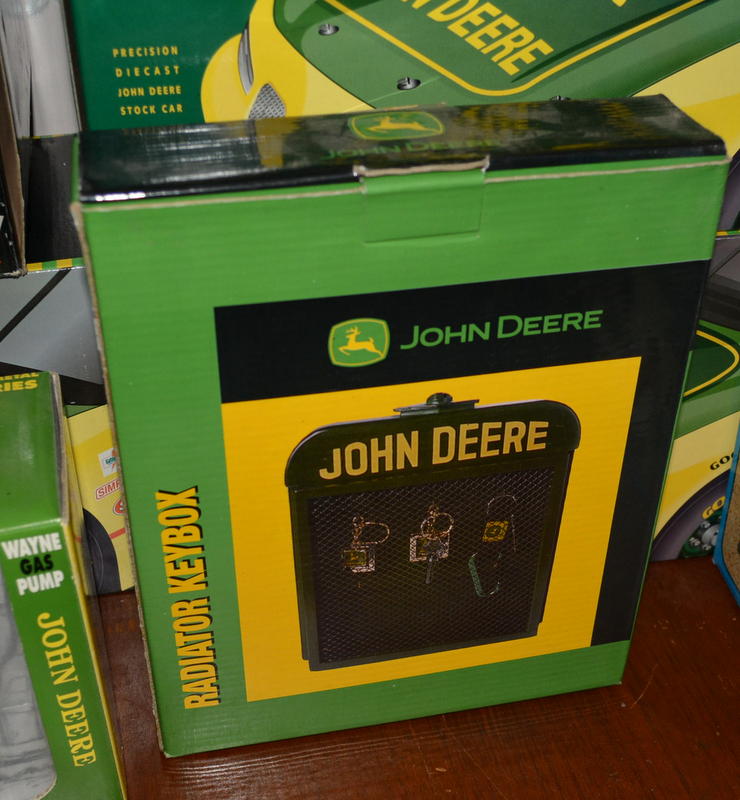 PRECISION
DIECAST
JOHN DEERE
STOCK CAR
DEERE
JOHN DEERE
JOHN DEERE
JOHN DEERE
RADIATOR KEYBOX
WAYNE
GAS
PUMP
JOHN DEERE